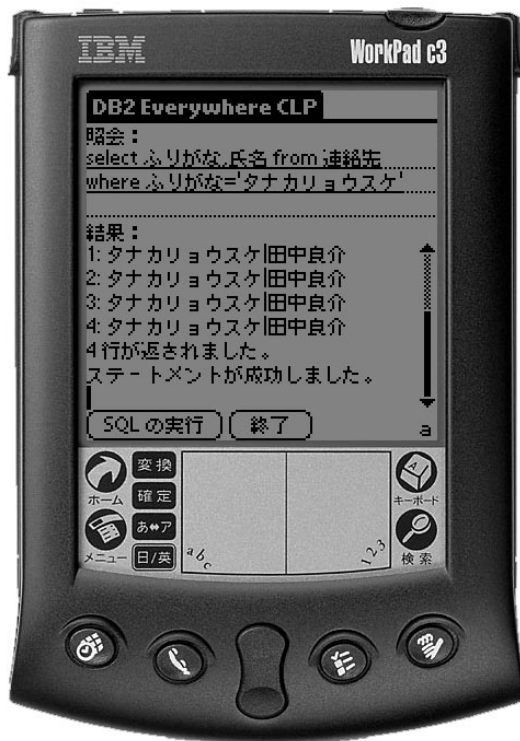 IBM
WorkPad c3
DB2 Everywhere CLP
照会：
select ふりがな,氏名 from 連絡先
where ふりがな='タナカリョウスケ'
結果：
1: タナカリョウスケ|田中良介
2: タナカリョウスケ|田中良介
3: タナカリョウスケ|田中良介
4: タナカリョウスケ|田中良介
4 行が返されました。
ステートメントが成功しました。
SQL の実行 終了 a
ホーム 変換 キーボード
確定
メニュー あ⇔ア 検索
日/英 abc 123